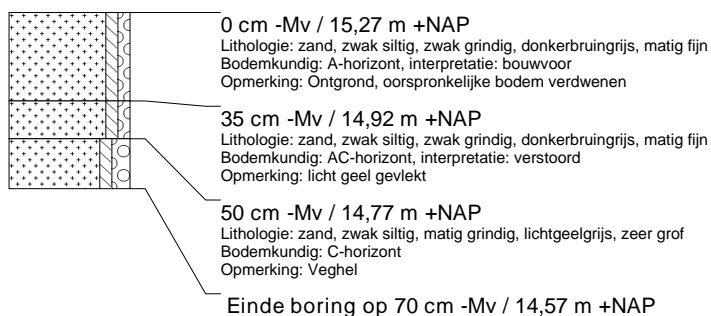 0 cm -Mv / 15,27 m +NAP
Lithologie: zand, zwak siltig, zwak grindig, donkerbruingrijs, matig fijn
Bodemkundig: A-horizont, interpretatie: bouwvoor
Opmerking: Ontgrond, oorspronkelijke bodem verdwenen
35 cm -Mv / 14,92 m +NAP
Lithologie: zand, zwak siltig, zwak grindig, donkerbruingrijs, matig fijn
Bodemkundig: AC-horizont, interpretatie: verstoord
Opmerking: licht geel gevlekt
50 cm -Mv / 14,77 m +NAP
Lithologie: zand, zwak siltig, matig grindig, lichtgeelgrijs, zeer grof
Bodemkundig: C-horizont
Opmerking: Veghel
Einde boring op 70 cm -Mv / 14,57 m +NAP